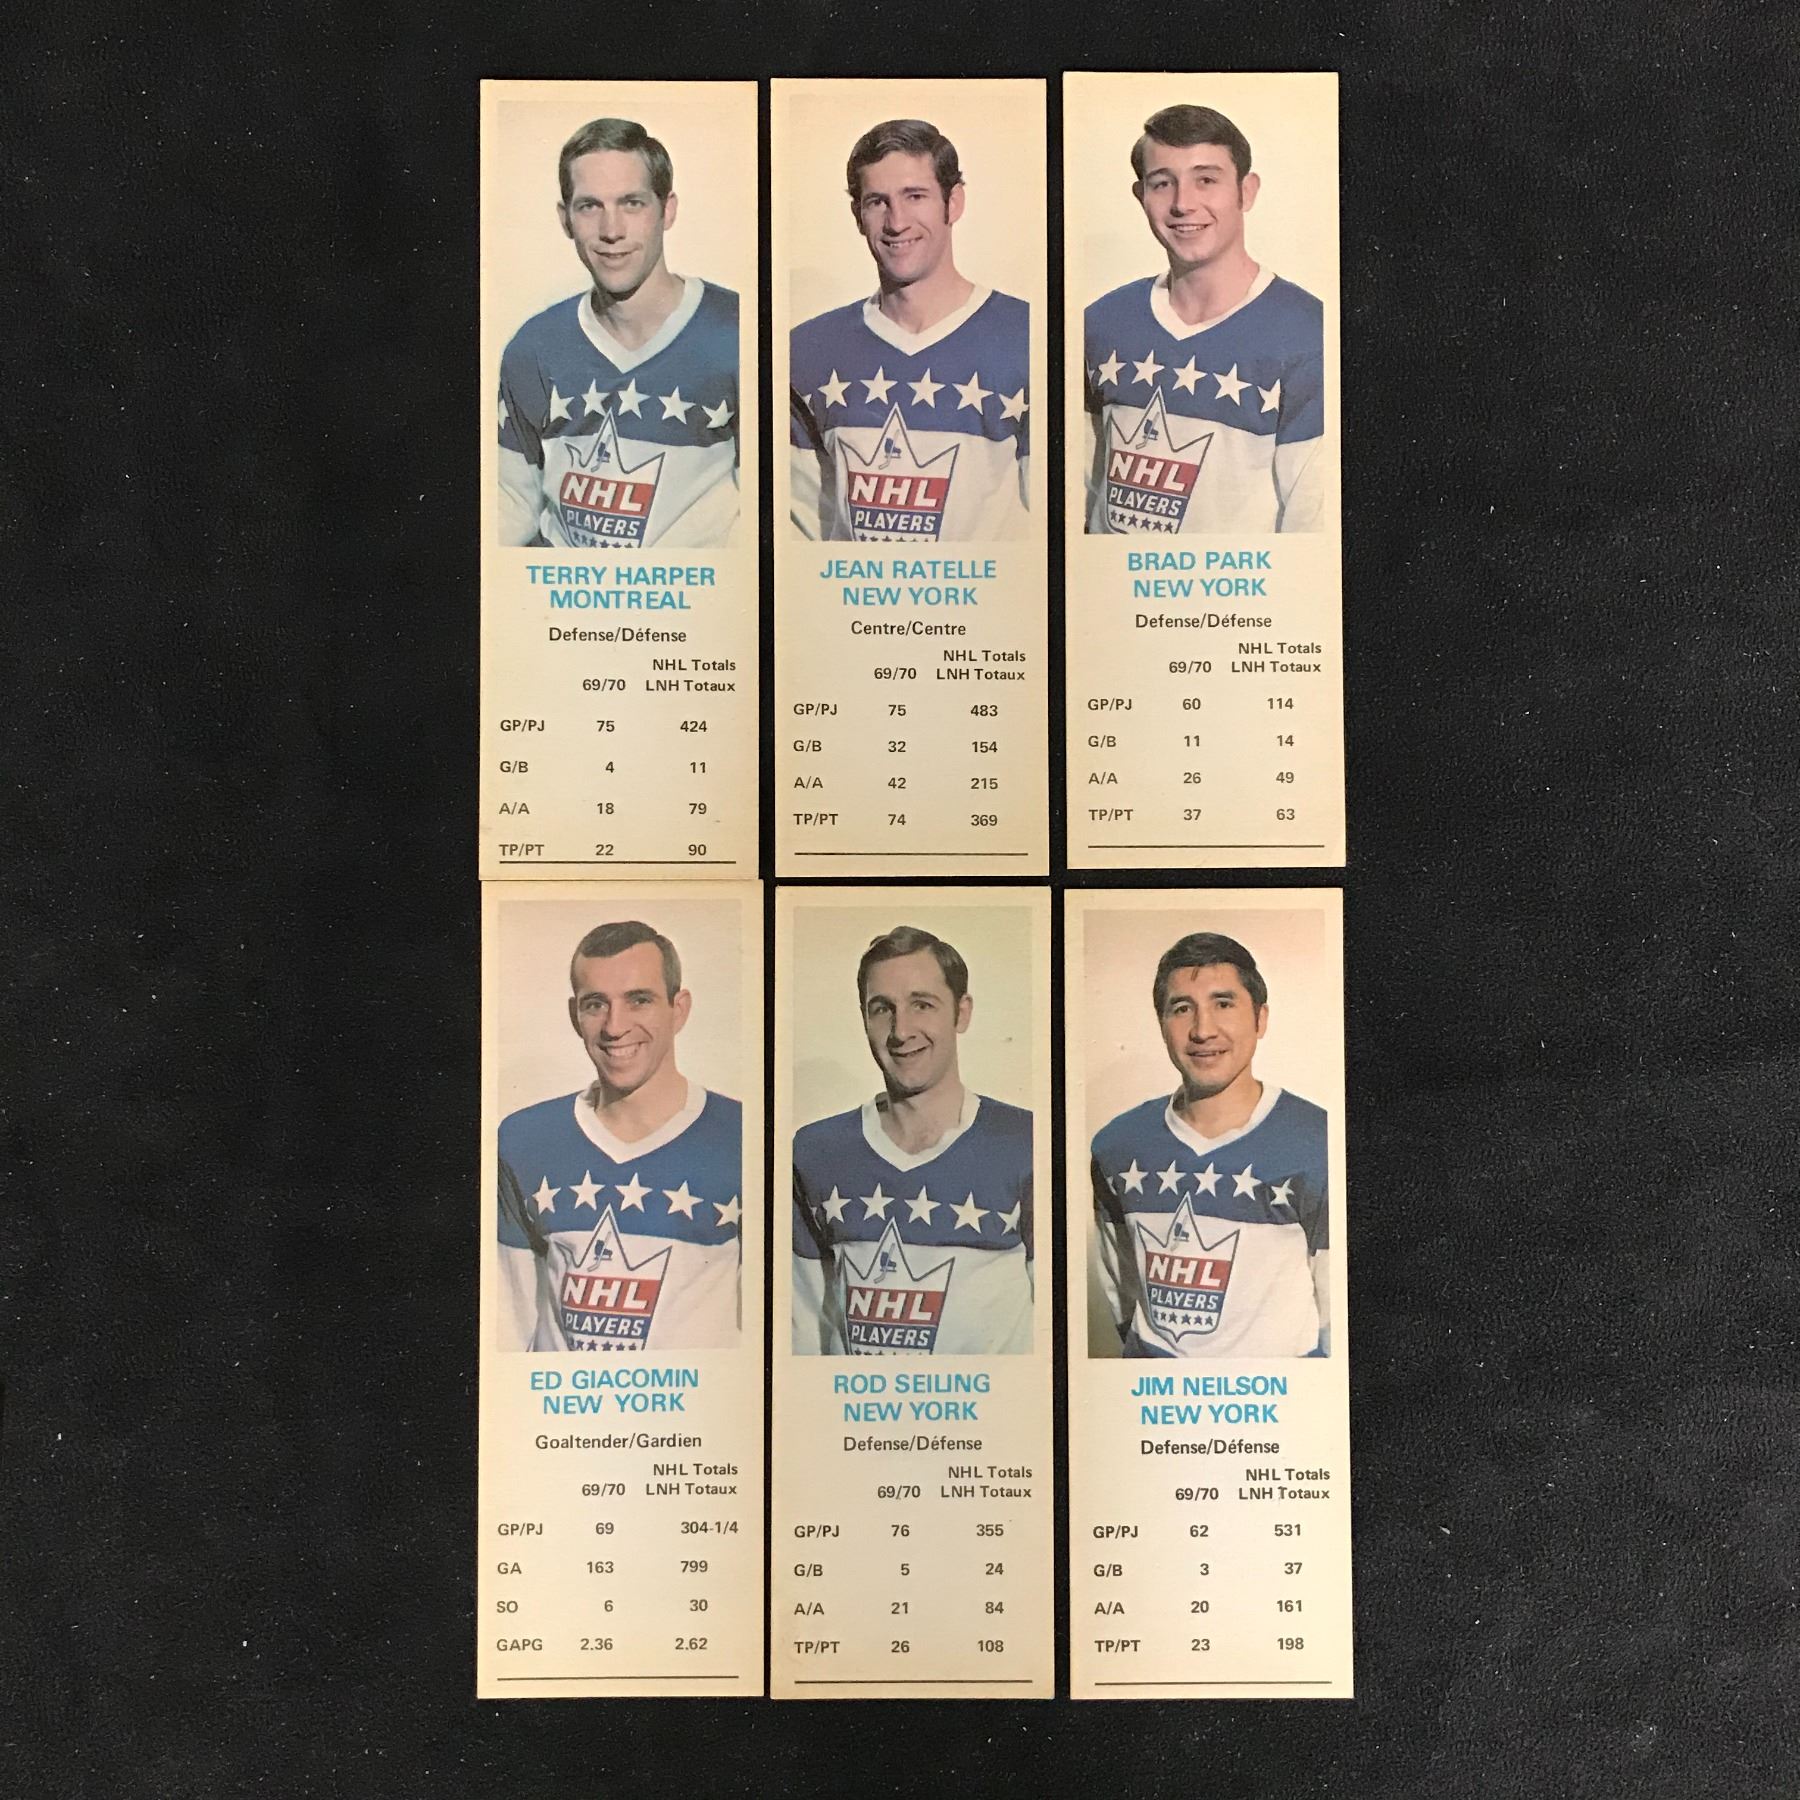 NHL
PLAYERS
TERRY HARPER
MONTREAL
Defense/Défense
NHL Totals
69/70 LNH Totaux
GP/PJ 75 424
G/B 4 11
A/A 18 79
TP/PT 22 90
NHL
PLAYERS
JEAN RATELLE
NEW YORK
Centre/Centre
NHL Totals
69/70 LNH Totaux
GP/PJ 75 483
G/B 32 154
A/A 42 215
TP/PT 74 369
NHL
PLAYERS
BRAD PARK
NEW YORK
Defense/Défense
NHL Totals
69/70 LNH Totaux
GP/PJ 60 114
G/B 11 14
A/A 26 49
TP/PT 37 63
NHL
PLAYERS
ED GIACOMIN
NEW YORK
Goaltender/Gardien
NHL Totals
69/70 LNH Totaux
GP/PJ 69 304-1/4
GA 163 799
SO 6 30
GAPG 2.36 2.62
NHL
PLAYERS
ROD SEILING
NEW YORK
Defense/Défense
NHL Totals
69/70 LNH Totaux
GP/PJ 76 355
G/B 5 24
A/A 21 84
TP/PT 26 108
NHL
PLAYERS
JIM NEILSON
NEW YORK
Defense/Défense
NHL Totals
69/70 LNH Totaux
GP/PJ 62 531
G/B 3 37
A/A 20 161
TP/PT 23 198